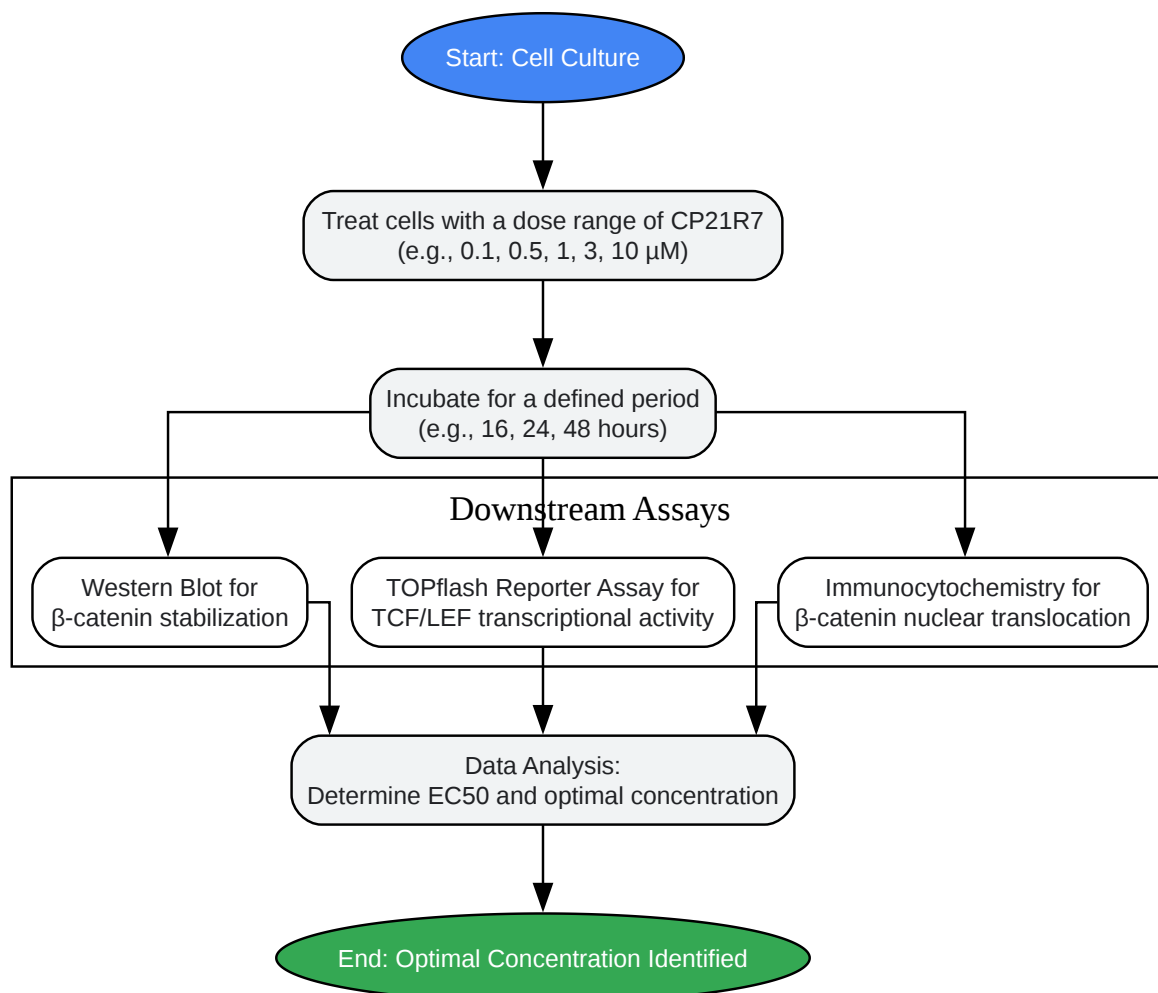 Start: Cell Culture
Treat cells with a dose range of CP21R7
(e.g., 0.1, 0.5, 1, 3, 10 µM)
Incubate for a defined period
(e.g., 16, 24, 48 hours)
Downstream Assays
Western Blot for
β-catenin stabilization
TOPflash Reporter Assay for
TCF/LEF transcriptional activity
Immunocytochemistry for
β-catenin nuclear translocation
Data Analysis:
Determine EC50 and optimal concentration
End: Optimal Concentration Identified